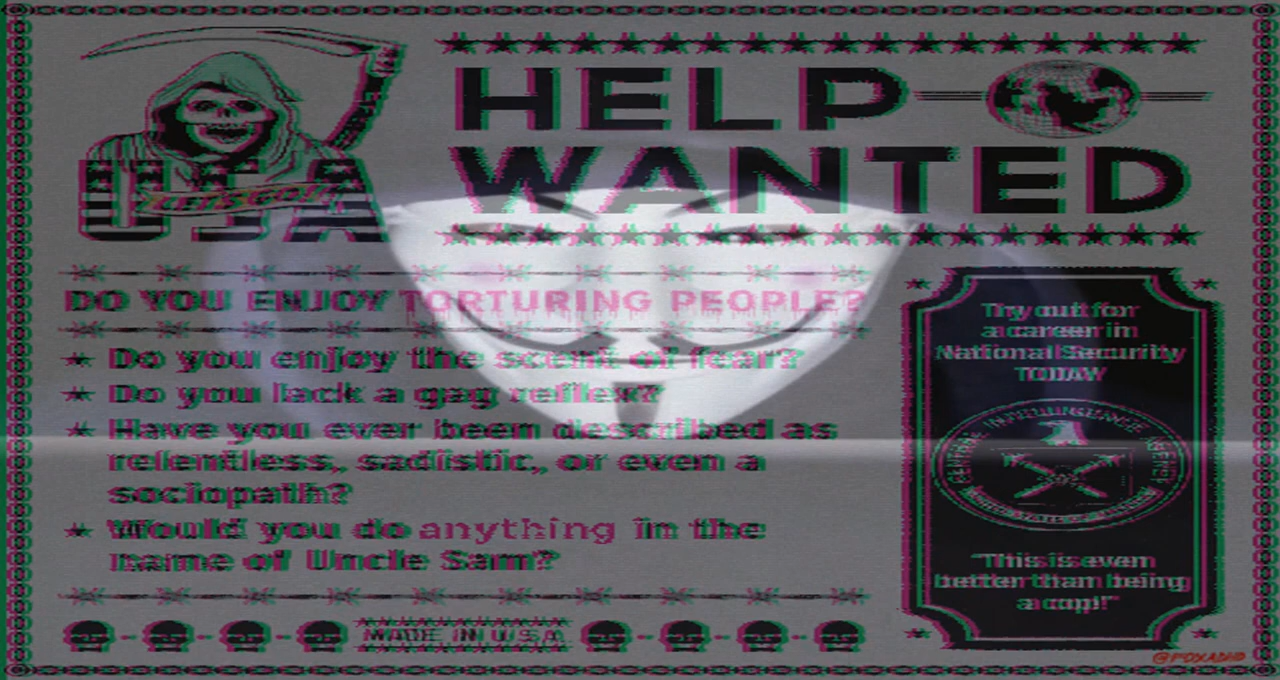 HELP
WANTED
USA
DO YOU ENJOY TORTURING PEOPLE?
Do you enjoy the scent of fear?
Do you lack a gag reflex?
Have you ever been described as
relentless, sadistic, or even a
sociopath?
Would you do anything in the
name of Uncle Sam?
MADE IN U.S.A.
Try out for
a career in
National Security
TODAY
CENTRAL INTELLIGENCE AGENCY
"This is even
better than being
a cop!"